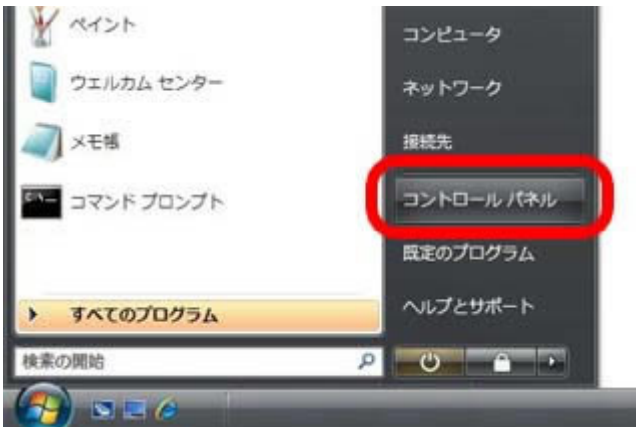 ペイント
ウェルカム センター
メモ帳
コマンド プロンプト
すべてのプログラム
検索の開始
コンピュータ
ネットワーク
接続先
コントロール パネル
既定のプログラム
ヘルプとサポート